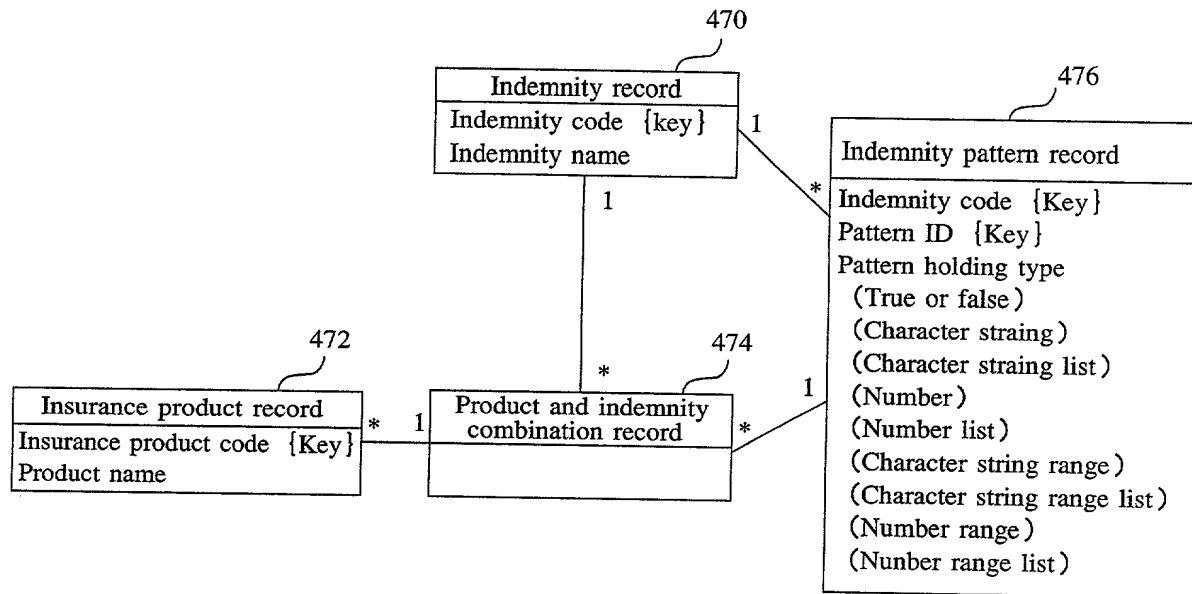 470
Indemnity record
Indemnity code {key}
Indemnity name
1
1
*
476
Indemnity pattern record
Indemnity code {Key}
Pattern ID {Key}
Pattern holding type
(True or false)
(Character straing)
(Character straing list)
(Number)
(Number list)
(Character string range)
(Character string range list)
(Number range)
(Nunber range list)
472
Insurance product record
Insurance product code {Key}
Product name
*
1
474
*
Product and indemnity
combination record
*
1